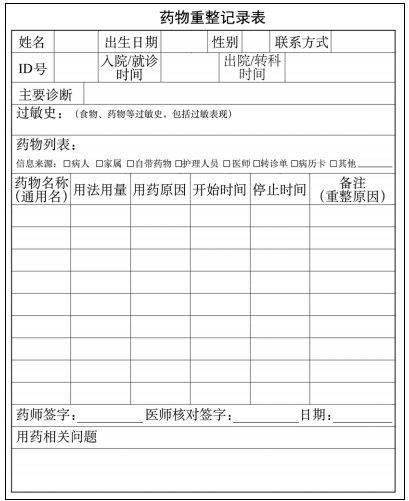 药物重整记录表
姓名 出生日期 性别 联系方式
ID号 入院/就诊时间 出院/转科时间
主要诊断
过敏史：（食物、药物等过敏史，包括过敏表现）
药物列表：
信息来源：□病人 □家属 □自带药物 □护理人员 □医师 □转诊单 □病历卡 □其他______
药物名称（通用名） 用法用量 用药原因 开始时间 停止时间 备注（重整原因）
药师签字：________ 医师核对签字：________ 日期：________
用药相关问题